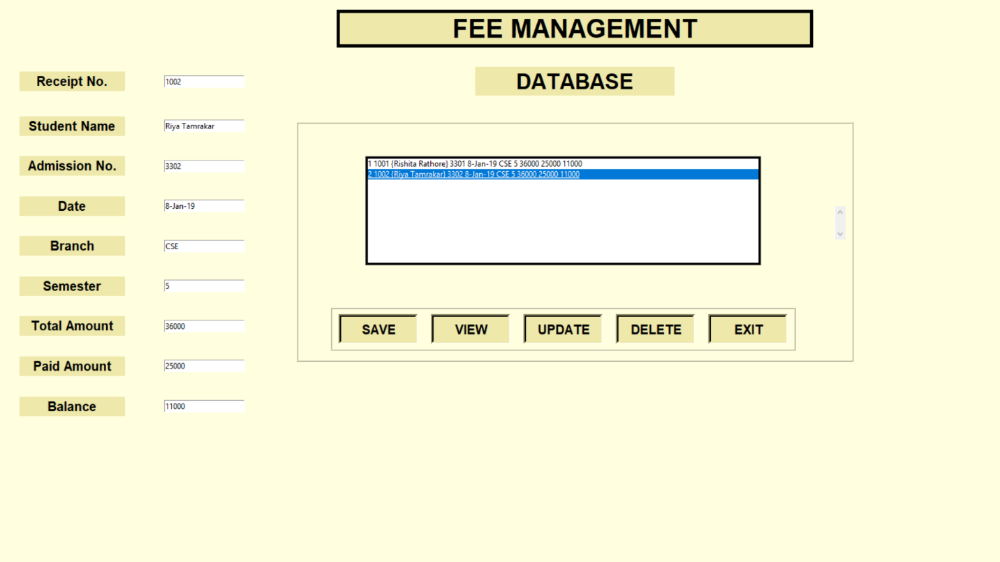 FEE MANAGEMENT
DATABASE
Receipt No. 1002
Student Name Riya Tamrakar
Admission No. 3302
Date 8-Jan-19
Branch CSE
Semester 5
Total Amount 36000
Paid Amount 25000
Balance 11000
1 1001 {Rishita Rathore} 3301 8-Jan-19 CSE 5 36000 25000 11000
2 1002 {Riya Tamrakar} 3302 8-Jan-19 CSE 5 36000 25000 11000
SAVE VIEW UPDATE DELETE EXIT